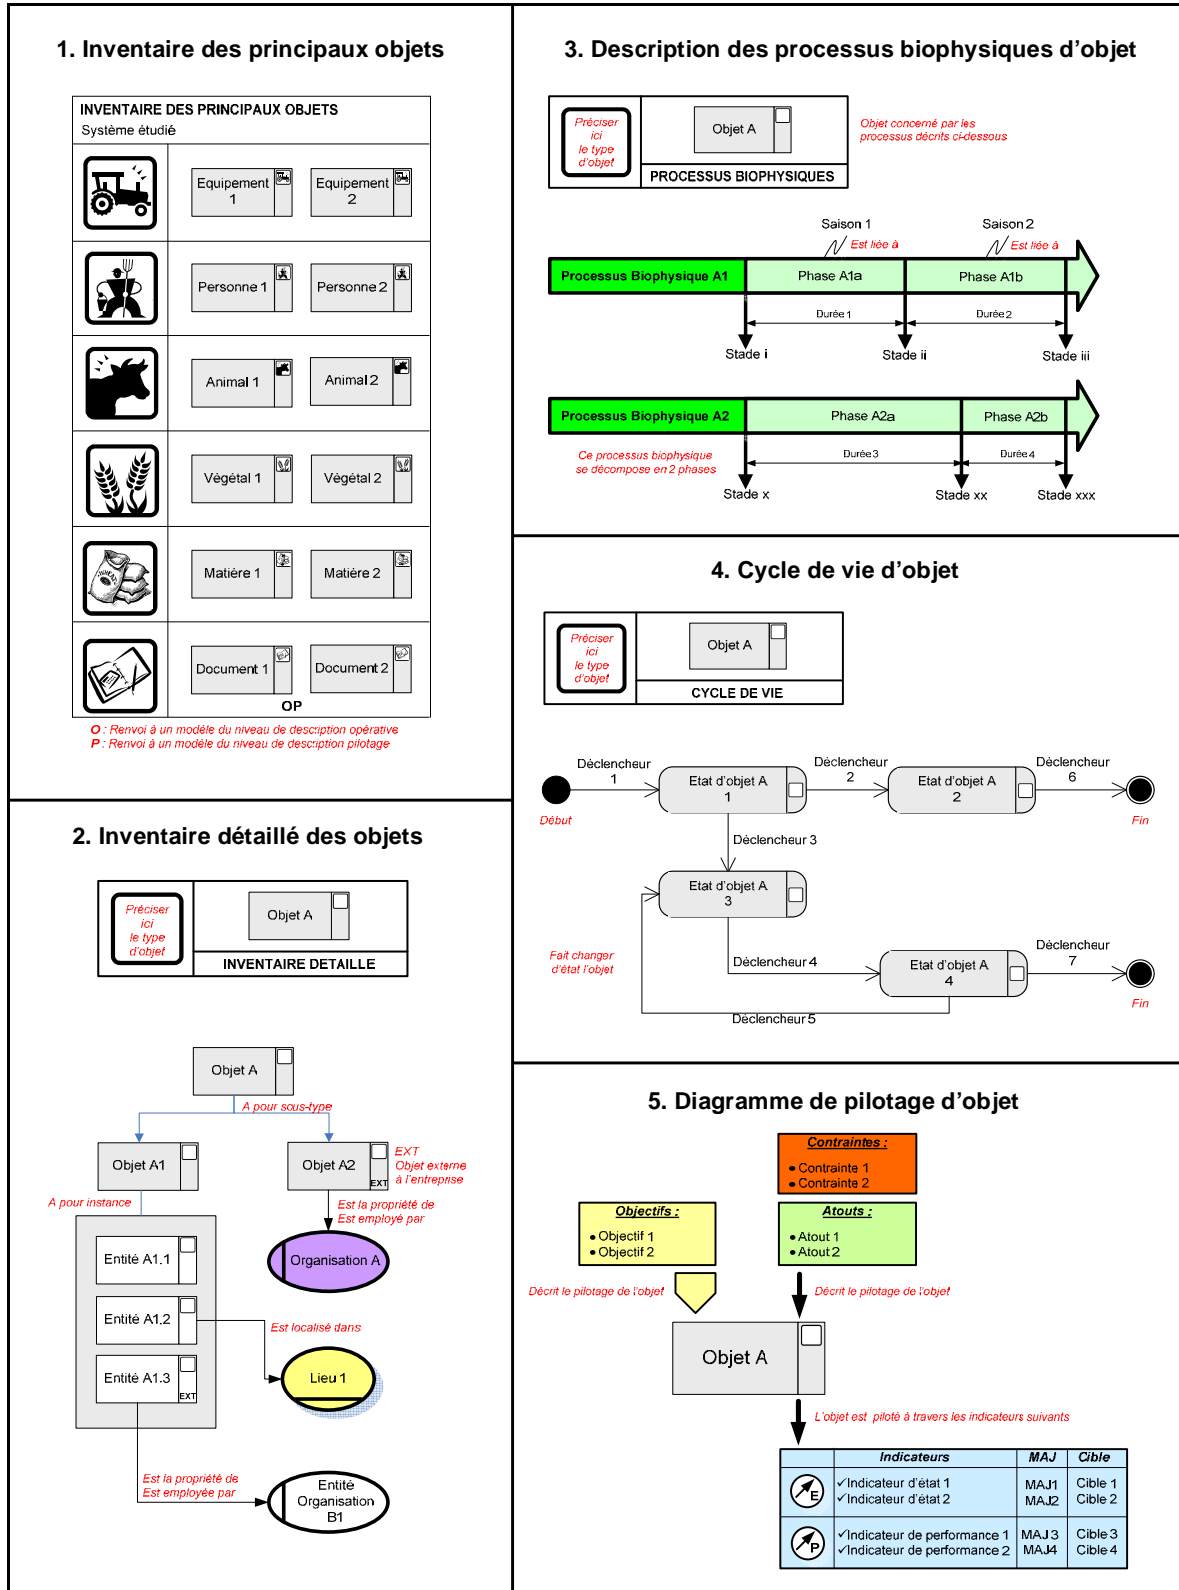 1. Inventaire des principaux objets
INVENTAIRE DES PRINCIPAUX OBJETS
Système étudié
Equipement
1
Equipement
2
Personne 1
Personne 2
Animal 1
Animal 2
Végétal 1
Végétal 2
Matière 1
Matière 2
Document 1
Document 2
OP
O : Renvoi à un modèle du niveau de description opérative
P : Renvoi à un modèle du niveau de description pilotage
2. Inventaire détaillé des objets
Préciser
ici
le type
d'objet
Objet A
INVENTAIRE DETAILLE
Objet A
A pour sous-type
Objet A1
Objet A2
EXT
EXT
Objet externe
à l'entreprise
A pour instance
Est la propriété de
Est employé par
Entité A1.1
Organisation A
Entité A1.2
Est localisé dans
Entité A1.3
EXT
Lieu 1
Est la propriété de
Est employée par
Entité
Organisation
B1
3. Description des processus biophysiques d'objet
Préciser
ici
le type
d'objet
Objet A
PROCESSUS BIOPHYSIQUES
Objet concerné par les
processus décrits ci-dessous
Saison 1
Saison 2
Est liée à
Est liée à
Processus Biophysique A1
Phase A1a
Phase A1b
Durée 1
Durée 2
Stade i
Stade ii
Stade iii
Processus Biophysique A2
Phase A2a
Phase A2b
Ce processus biophysique
se décompose en 2 phases
Durée 3
Durée 4
Stade x
Stade xx
Stade xxx
4. Cycle de vie d'objet
Préciser
ici
le type
d'objet
Objet A
CYCLE DE VIE
Déclencheur
1
Etat d'objet A
1
Déclencheur
2
Etat d'objet A
2
Déclencheur
6
Début
Fin
Déclencheur 3
Etat d'objet A
3
Fait changer
d'état l'objet
Déclencheur 4
Etat d'objet A
4
Déclencheur
7
Fin
Déclencheur 5
5. Diagramme de pilotage d'objet
Contraintes :
• Contrainte 1
• Contrainte 2
Objectifs :
• Objectif 1
• Objectif 2
Atouts :
• Atout 1
• Atout 2
Décrit le pilotage de l'objet
Décrit le pilotage de l'objet
Objet A
L'objet est piloté à travers les indicateurs suivants
Indicateurs MAJ Cible
E
✓Indicateur d'état 1 MAJ1 Cible 1
✓Indicateur d'état 2 MAJ2 Cible 2
P
✓Indicateur de performance 1 MAJ3 Cible 3
✓Indicateur de performance 2 MAJ4 Cible 4